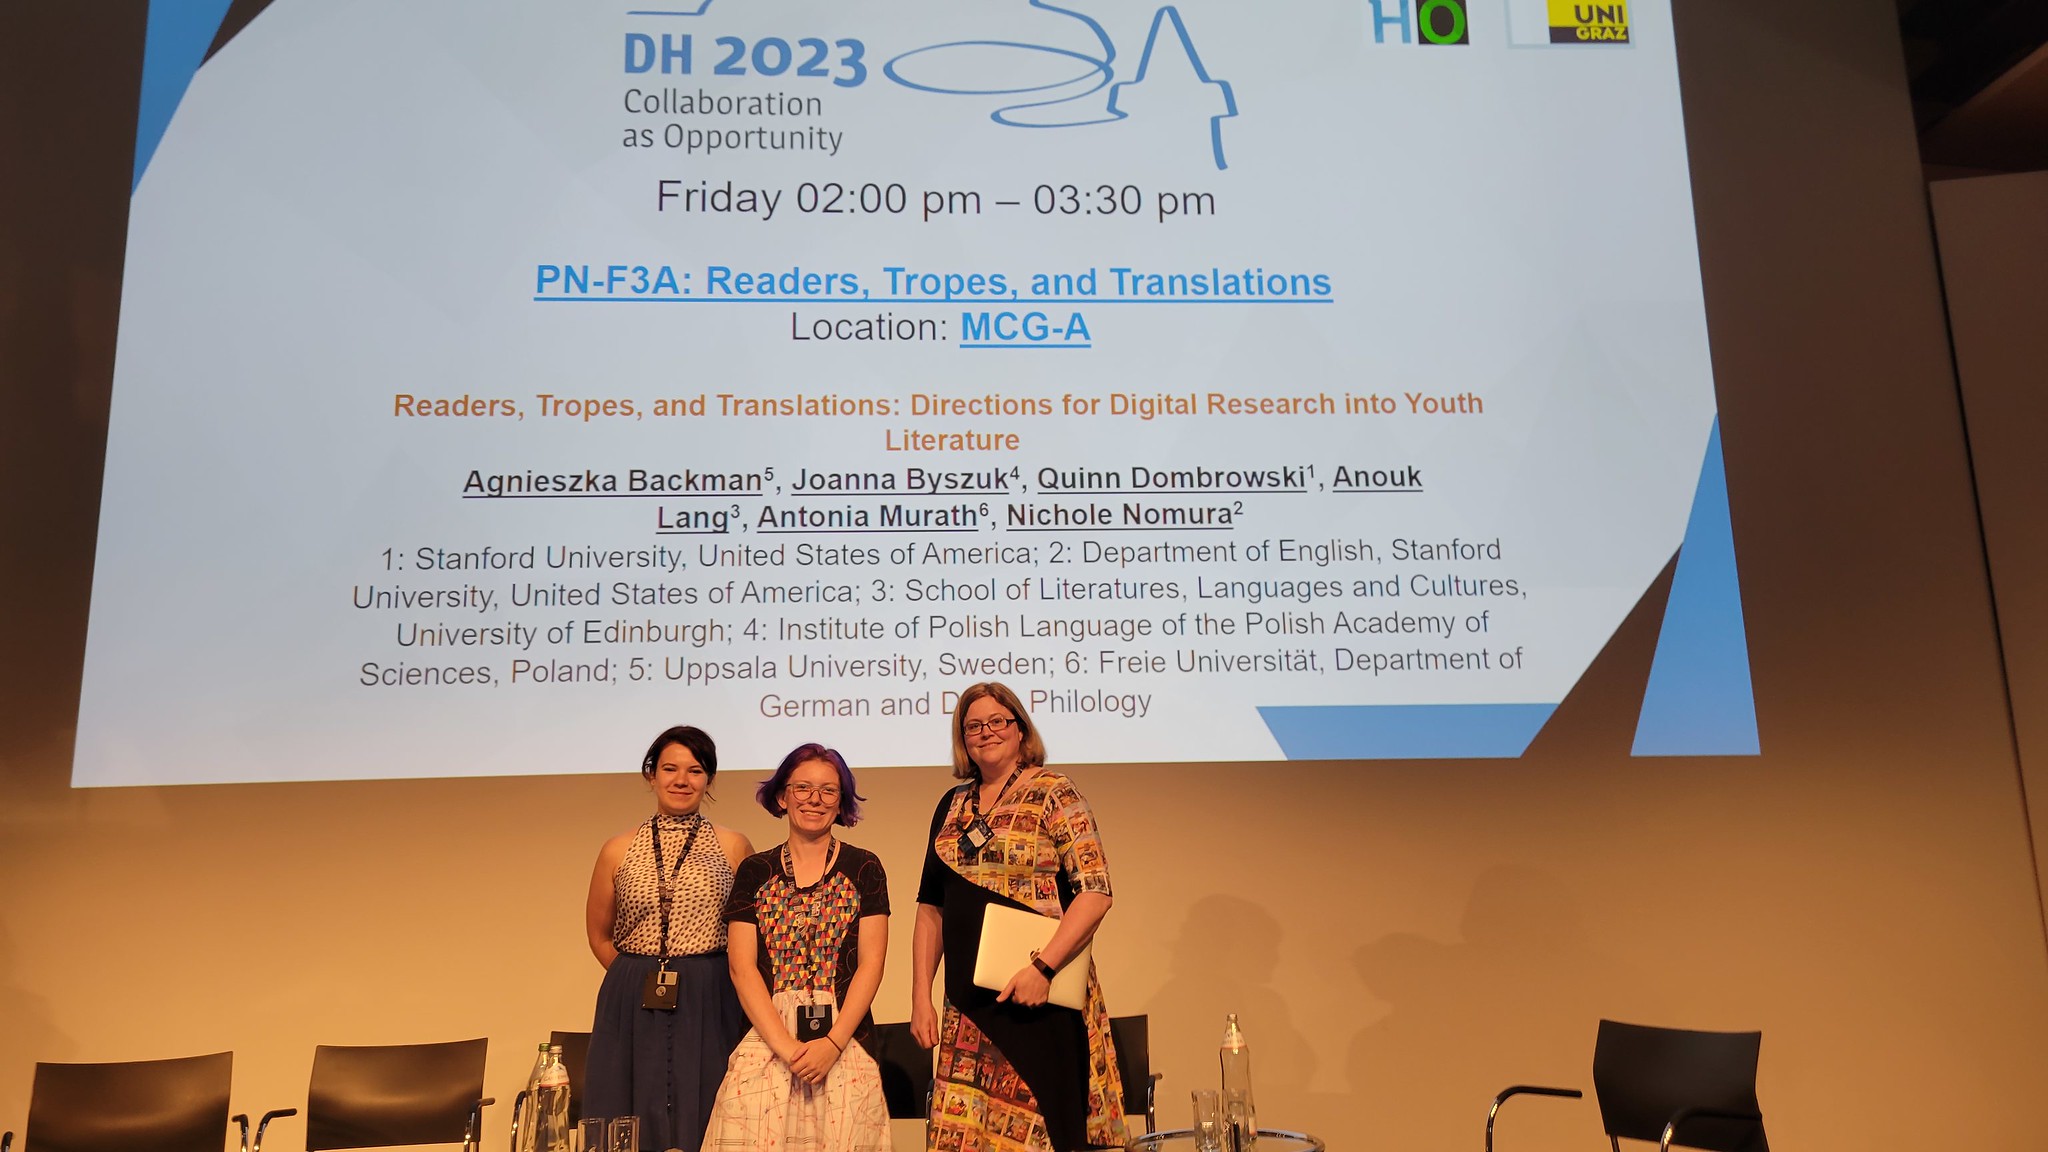 DH 2023
Collaboration
as Opportunity
HO
UNI
GRAZ
Friday 02:00 pm – 03:30 pm
PN-F3A: Readers, Tropes, and Translations
Location: MCG-A
Readers, Tropes, and Translations: Directions for Digital Research into Youth
Literature
Agnieszka Backman⁵, Joanna Byszuk⁴, Quinn Dombrowski¹, Anouk
Lang³, Antonia Murath⁶, Nichole Nomura²
1: Stanford University, United States of America; 2: Department of English, Stanford
University, United States of America; 3: School of Literatures, Languages and Cultures,
University of Edinburgh; 4: Institute of Polish Language of the Polish Academy of
Sciences, Poland; 5: Uppsala University, Sweden; 6: Freie Universität, Department of
German and Philology